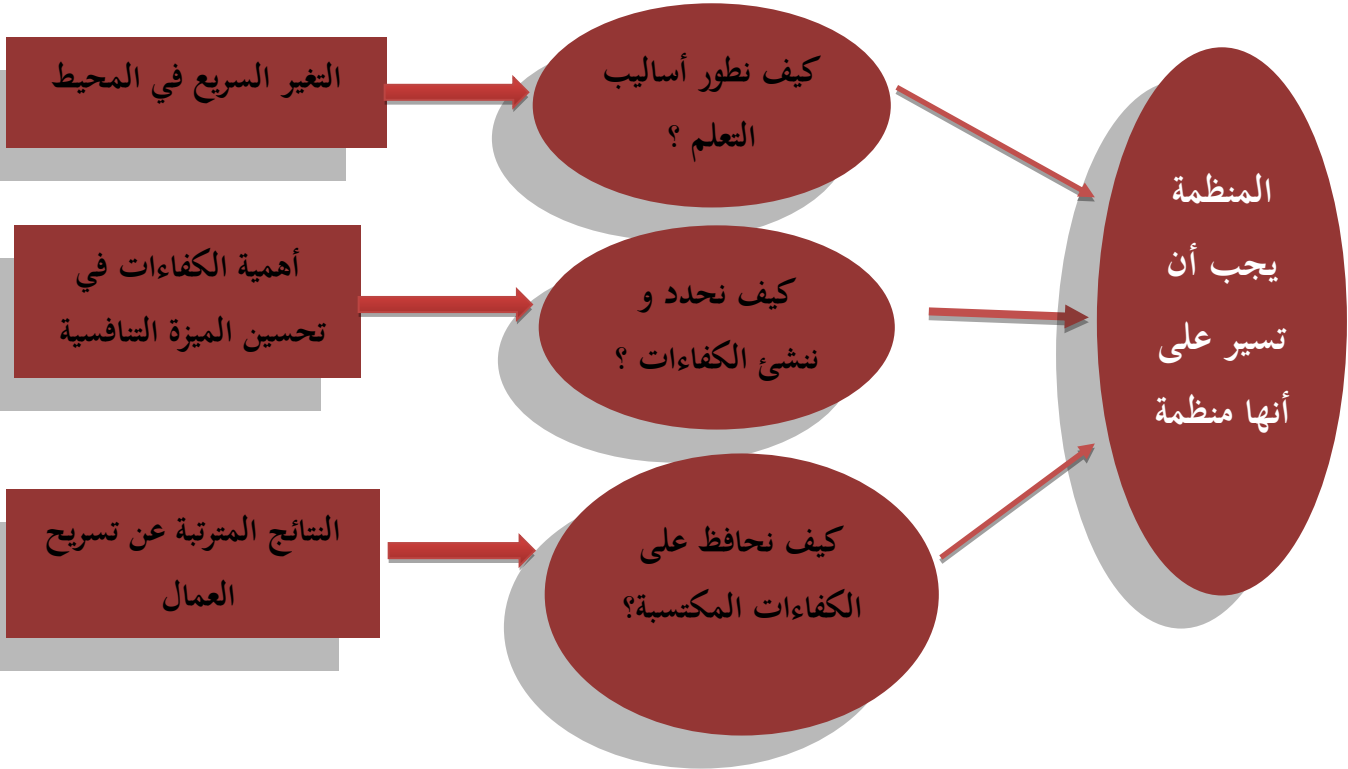 التغير السريع في المحيط
كيف نطور أساليب
التعلم ؟
أهمية الكفاءات في
تحسين الميزة التنافسية
كيف نحدد و
ننشئ الكفاءات ؟
النتائج المترتبة عن تسريح
العمال
كيف نحافظ على
الكفاءات المكتسبة؟
المنظمة
يجب أن
تسير على
أنها منظمة